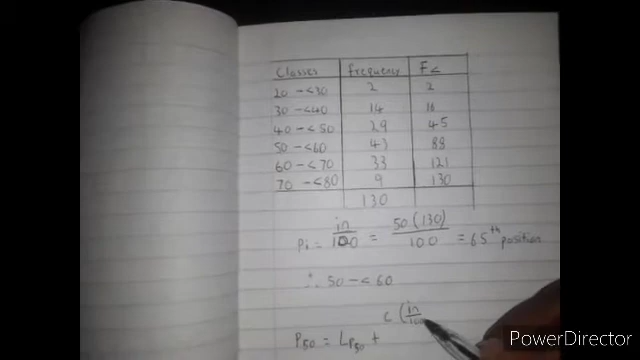 Classes frequency F<
20 -<30 2 2
30 -<40 14 16
40 -<50 29 45
50 -<60 43 88
60 -<70 33 121
70 -<80 9 130
130
Pi = in/100 = 50(130)/100 = 65th position
∴ 50 -< 60
P50 = LP50 + c (in/100
PowerDirector